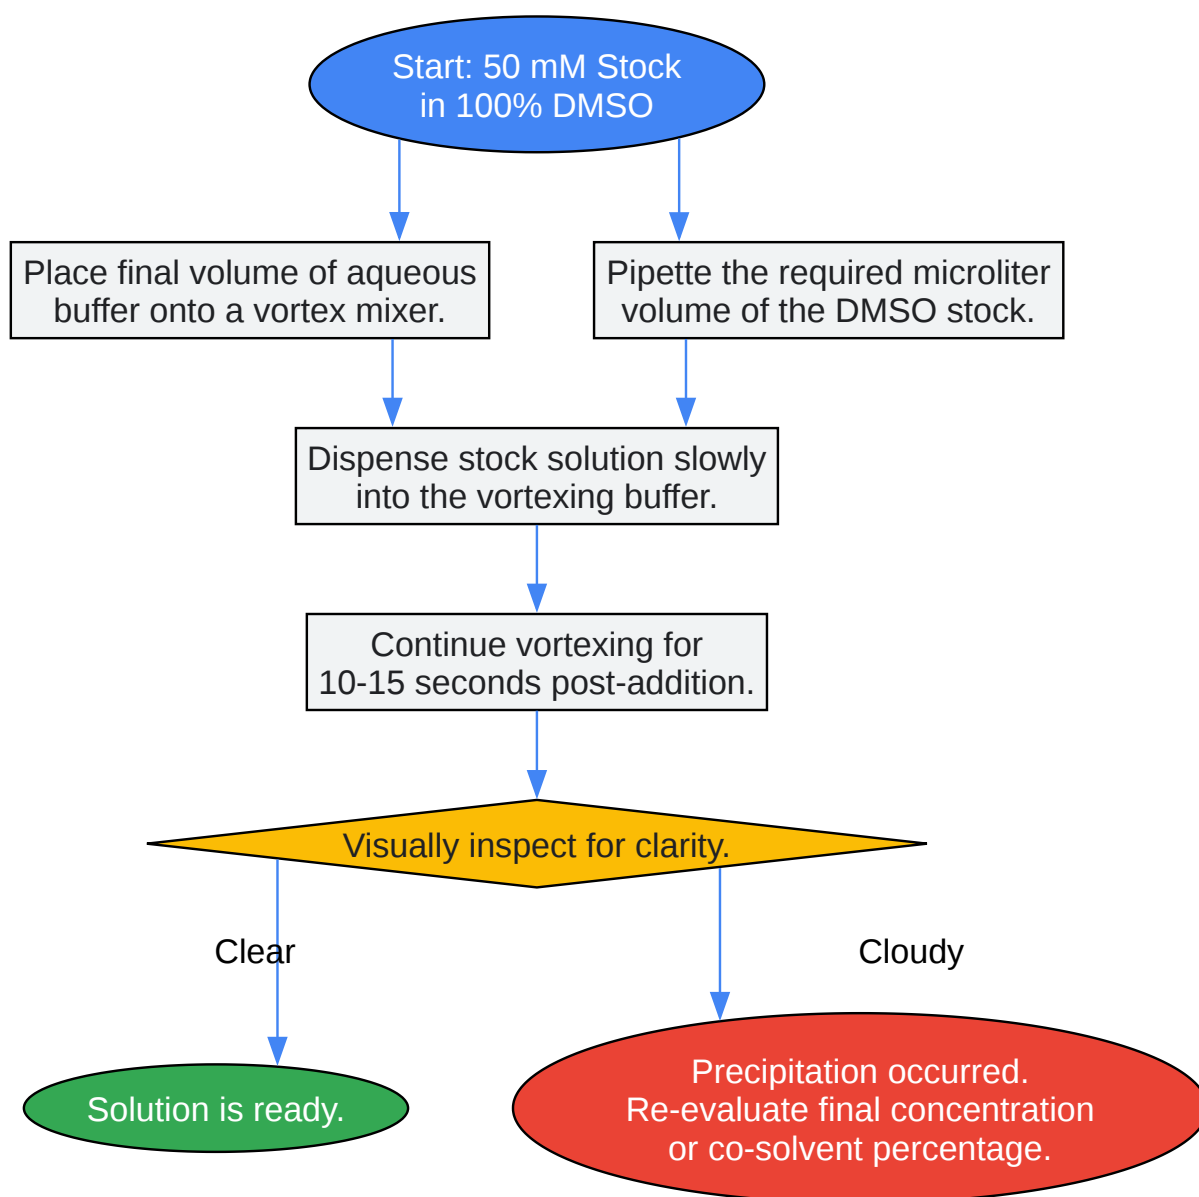 Start: 50 mM Stock
in 100% DMSO
Place final volume of aqueous
buffer onto a vortex mixer.
Pipette the required microliter
volume of the DMSO stock.
Dispense stock solution slowly
into the vortexing buffer.
Continue vortexing for
10-15 seconds post-addition.
Visually inspect for clarity.
Clear
Cloudy
Solution is ready.
Precipitation occurred.
Re-evaluate final concentration
or co-solvent percentage.